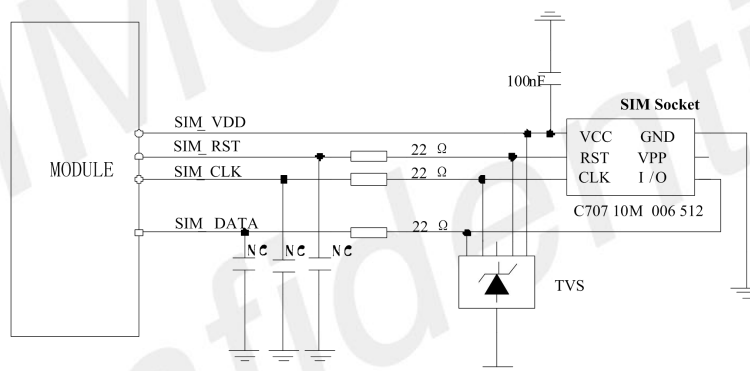 100nF
SIM Socket
SIM_VDD
VCC GND
SIM_RST
22 Ω
RST VPP
MODULE
SIM_CLK
22 Ω
CLK I/O
C707 10M 006 512
SIM_DATA
22 Ω
NC NC NC
TVS